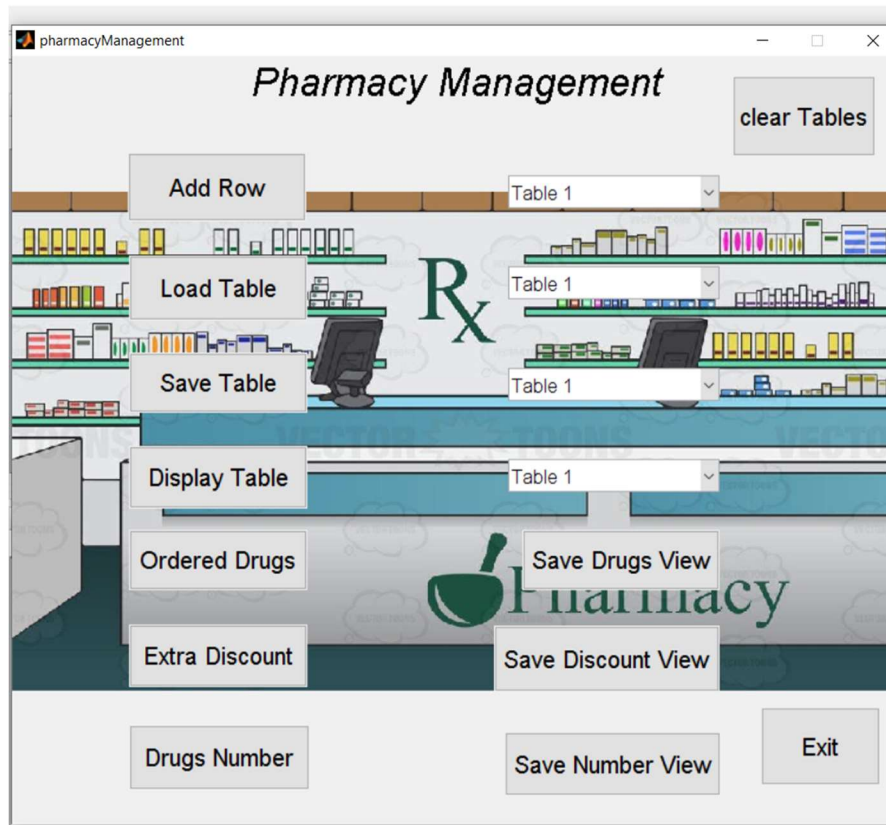 pharmacyManagement
Pharmacy Management
clear Tables
Add Row
Table 1
Load Table
Table 1
Rx
Save Table
Table 1
VECTOR TOONS
Display Table
Table 1
Ordered Drugs
Save Drugs View
Pharmacy
Extra Discount
Save Discount View
Drugs Number
Save Number View
Exit